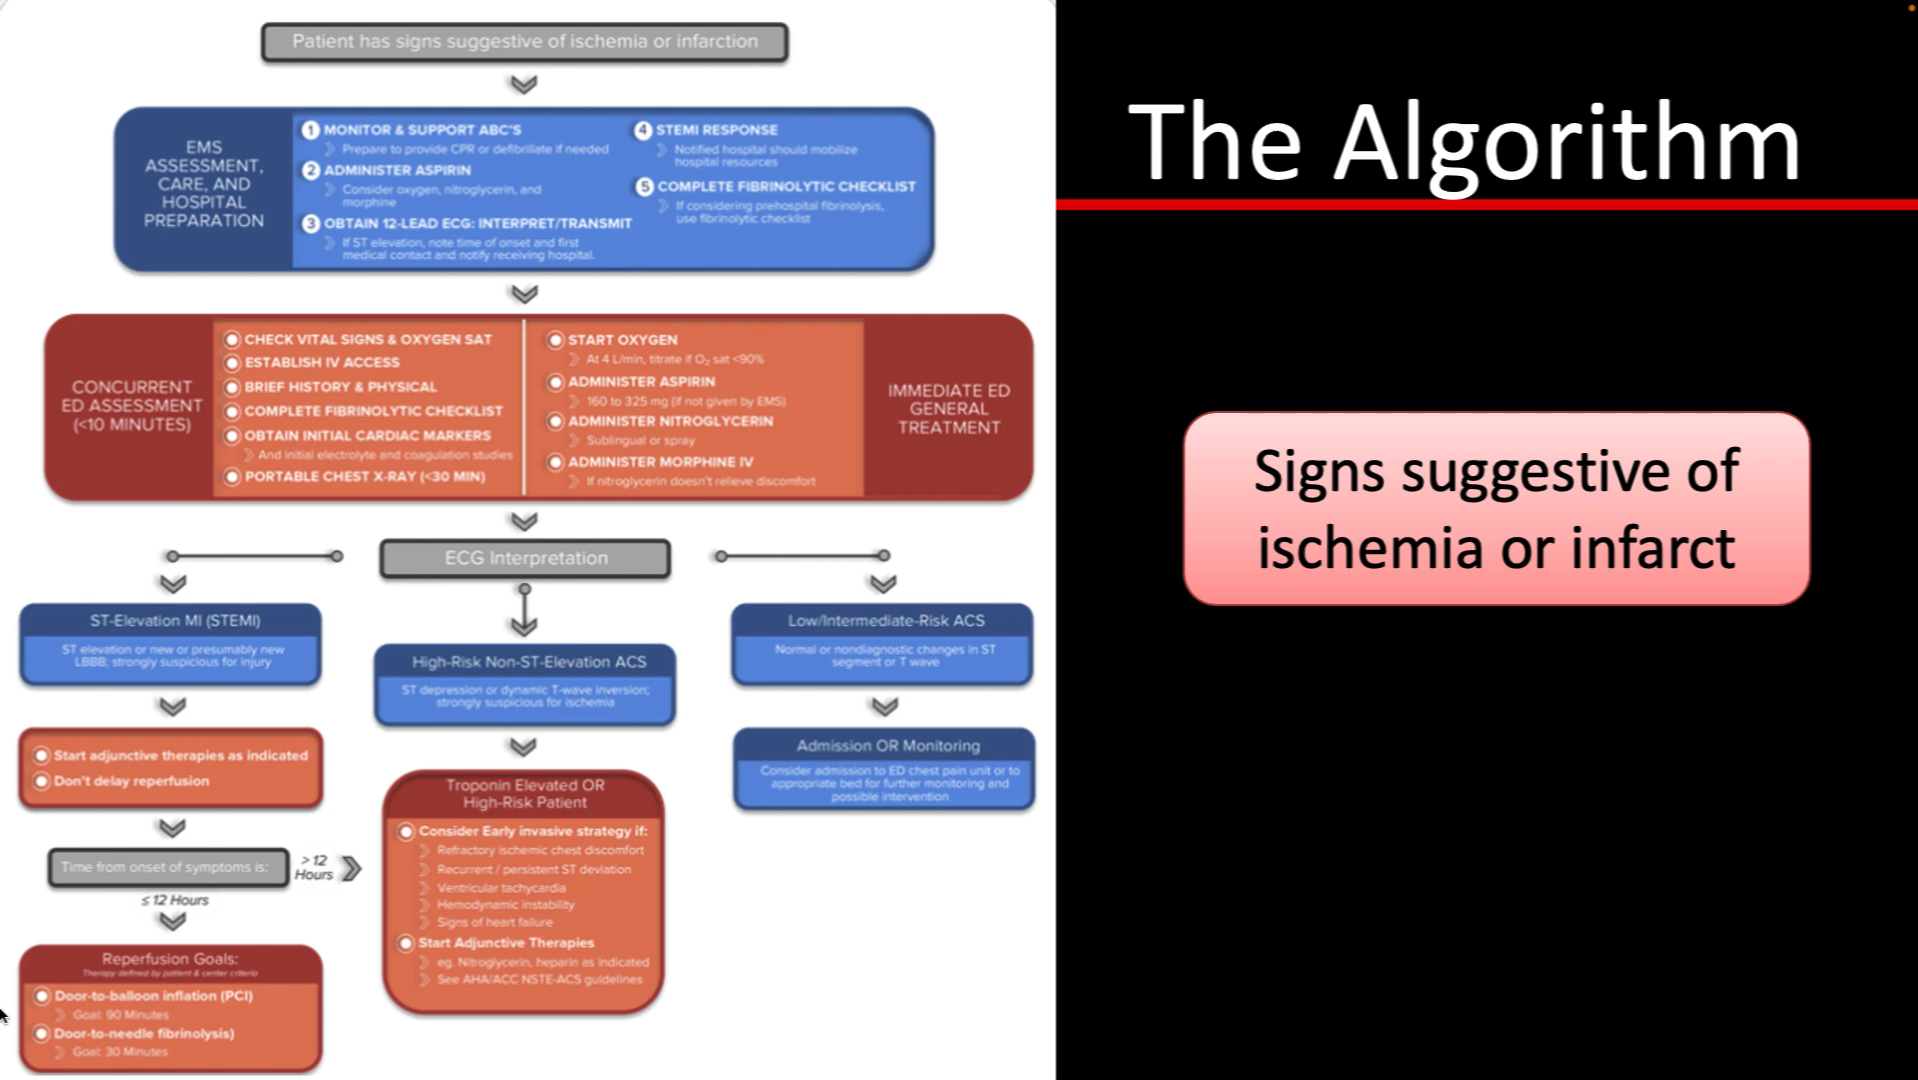 Patient has signs suggestive of ischemia or infarction
EMS
ASSESSMENT,
CARE, AND
HOSPITAL
PREPARATION
1 MONITOR & SUPPORT ABC'S
Prepare to provide CPR or defibrillate if needed
2 ADMINISTER ASPIRIN
Consider oxygen, nitroglycerin, and
morphine
3 OBTAIN 12-LEAD ECG: INTERPRET/TRANSMIT
If ST elevation, note time of onset and first
medical contact and notify receiving hospital.
4 STEMI RESPONSE
Notified hospital should mobilize
hospital resources
5 COMPLETE FIBRINOLYTIC CHECKLIST
If considering prehospital fibrinolysis,
use fibrinolytic checklist
CONCURRENT
ED ASSESSMENT
(<10 MINUTES)
CHECK VITAL SIGNS & OXYGEN SAT
ESTABLISH IV ACCESS
BRIEF HISTORY & PHYSICAL
COMPLETE FIBRINOLYTIC CHECKLIST
OBTAIN INITIAL CARDIAC MARKERS
And initial electrolyte and coagulation studies
PORTABLE CHEST X-RAY (<30 MIN)
START OXYGEN
At 4 L/min, titrate if O₂ sat <90%
ADMINISTER ASPIRIN
160 to 325 mg (if not given by EMS)
ADMINISTER NITROGLYCERIN
Sublingual or spray
ADMINISTER MORPHINE IV
If nitroglycerin doesn't relieve discomfort
IMMEDIATE ED
GENERAL
TREATMENT
ECG Interpretation
ST-Elevation MI (STEMI)
ST elevation or new or presumably new
LBBB; strongly suspicious for injury
Start adjunctive therapies as indicated
Don't delay reperfusion
Time from onset of symptoms is:
> 12
Hours
≤ 12 Hours
Reperfusion Goals:
Therapy defined by patient & center criteria
Door-to-balloon inflation (PCI)
Goal: 90 Minutes
Door-to-needle fibrinolysis)
Goal: 30 Minutes
High-Risk Non-ST-Elevation ACS
ST depression or dynamic T-wave inversion;
strongly suspicious for ischemia
Troponin Elevated OR
High-Risk Patient
Consider Early invasive strategy if:
Refractory ischemic chest discomfort
Recurrent / persistent ST deviation
Ventricular tachycardia
Hemodynamic instability
Signs of heart failure
Start Adjunctive Therapies
eg. Nitroglycerin, heparin as indicated
See AHA/ACC NSTE-ACS guidelines
Low/Intermediate-Risk ACS
Normal or nondiagnostic changes in ST
segment or T wave
Admission OR Monitoring
Consider admission to ED chest pain unit or to
appropriate bed for further monitoring and
possible intervention
The Algorithm
Signs suggestive of
ischemia or infarct